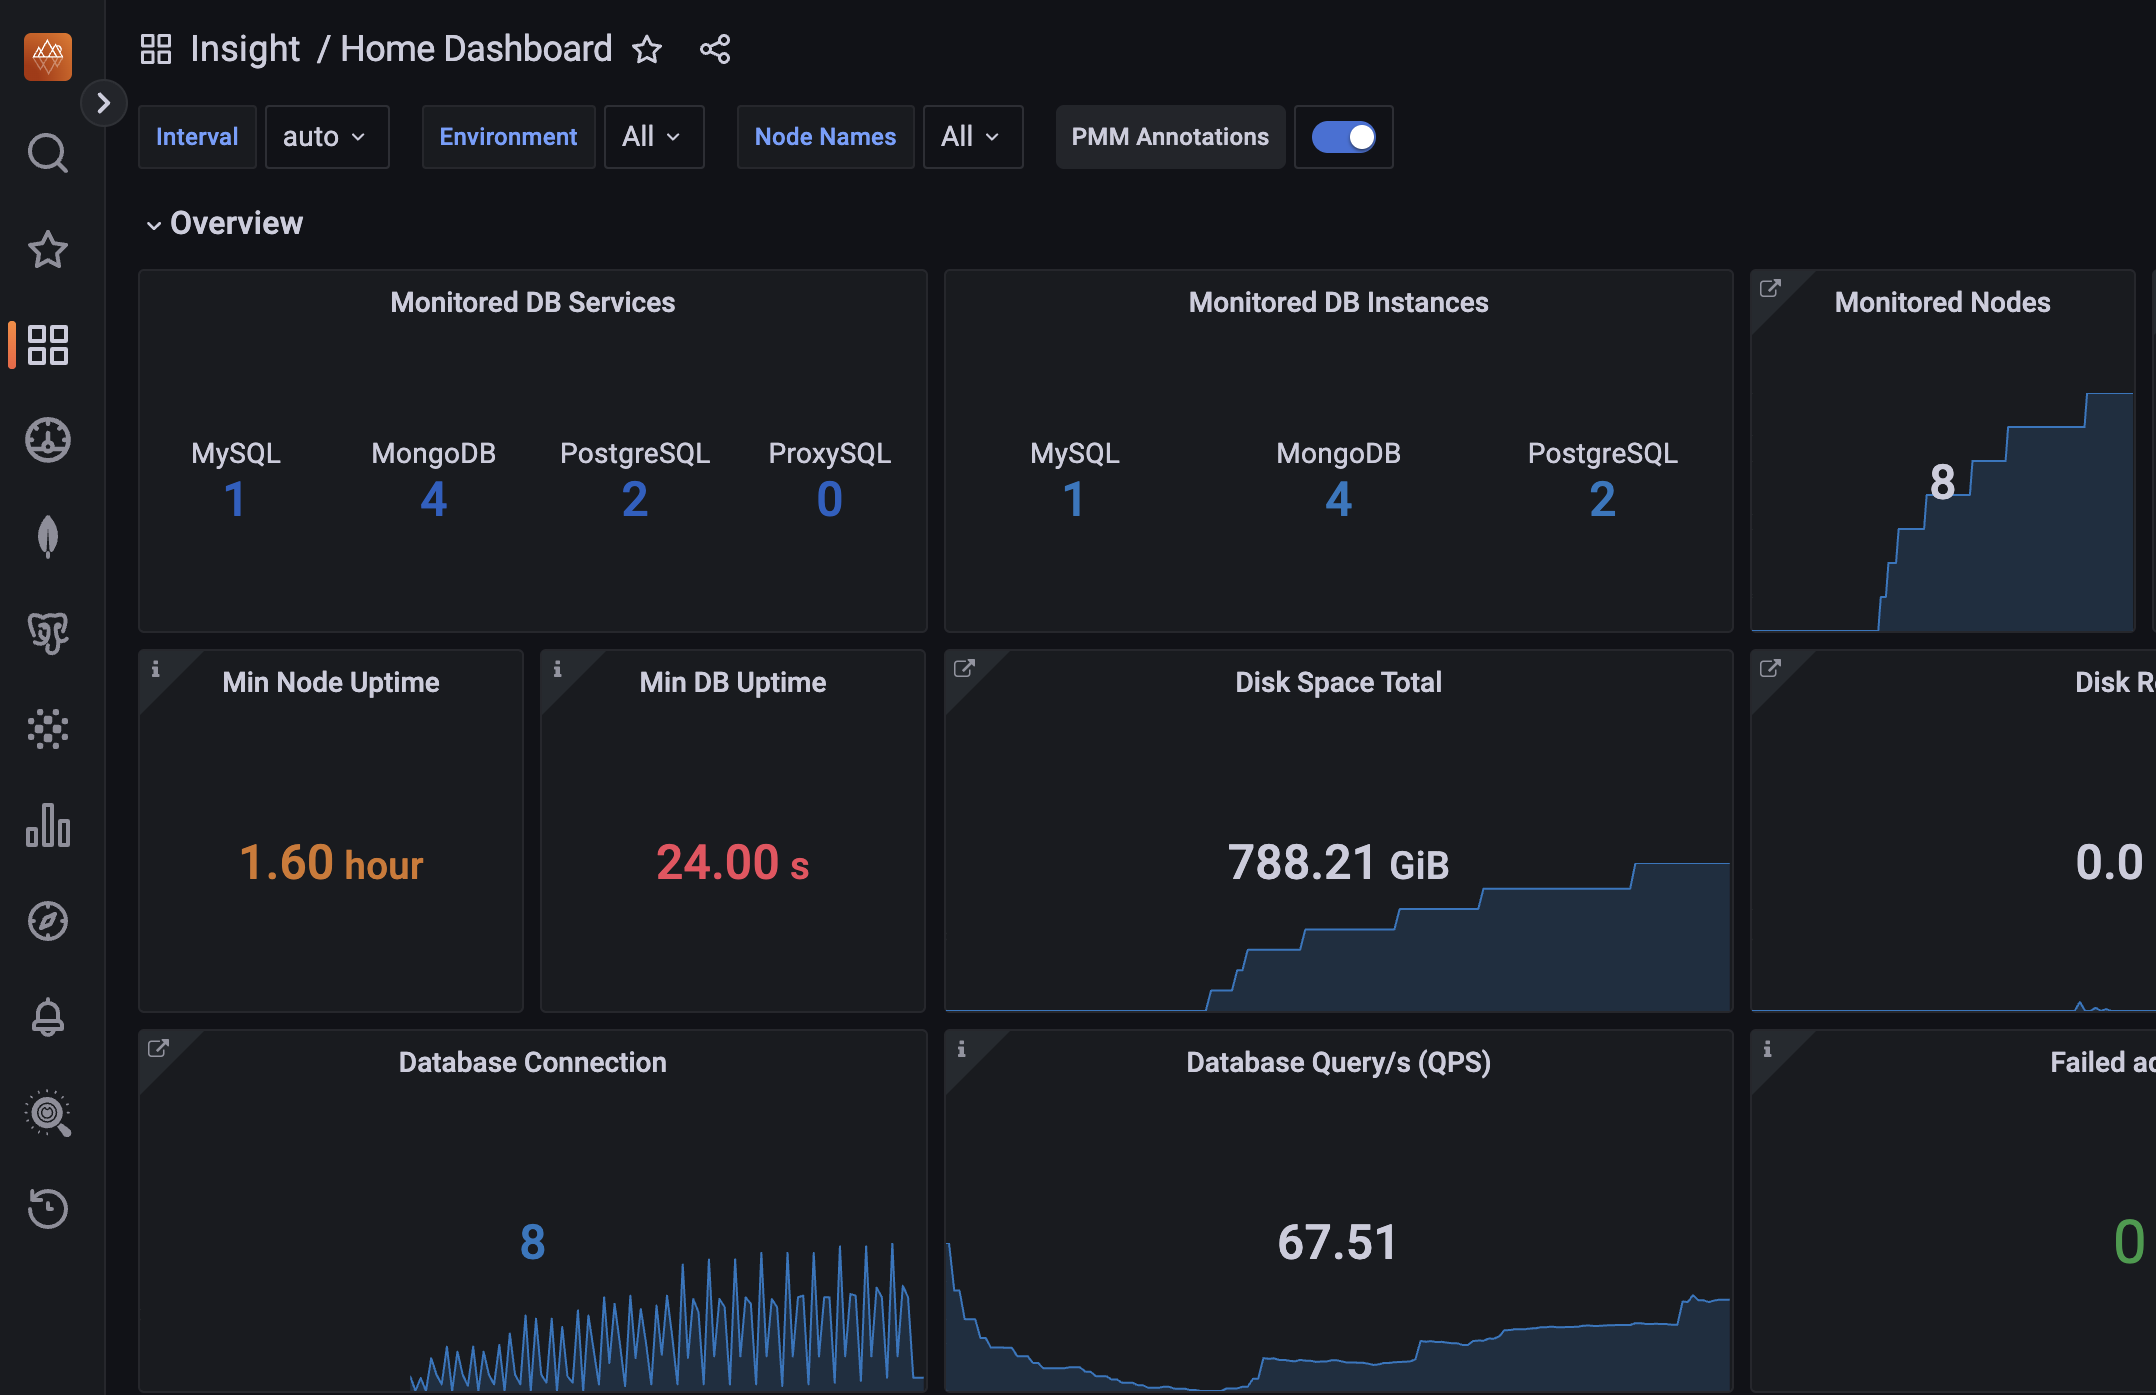 Insight / Home Dashboard
Interval auto Environment All Node Names All PMM Annotations
Overview
Monitored DB Services
MySQL MongoDB PostgreSQL ProxySQL
1 4 2 0
Monitored DB Instances
MySQL MongoDB PostgreSQL
1 4 2
Monitored Nodes
8
Min Node Uptime
1.60 hour
Min DB Uptime
24.00 s
Disk Space Total
788.21 GiB
Disk R
0.0
Database Connection
8
Database Query/s (QPS)
67.51
Failed ac
0